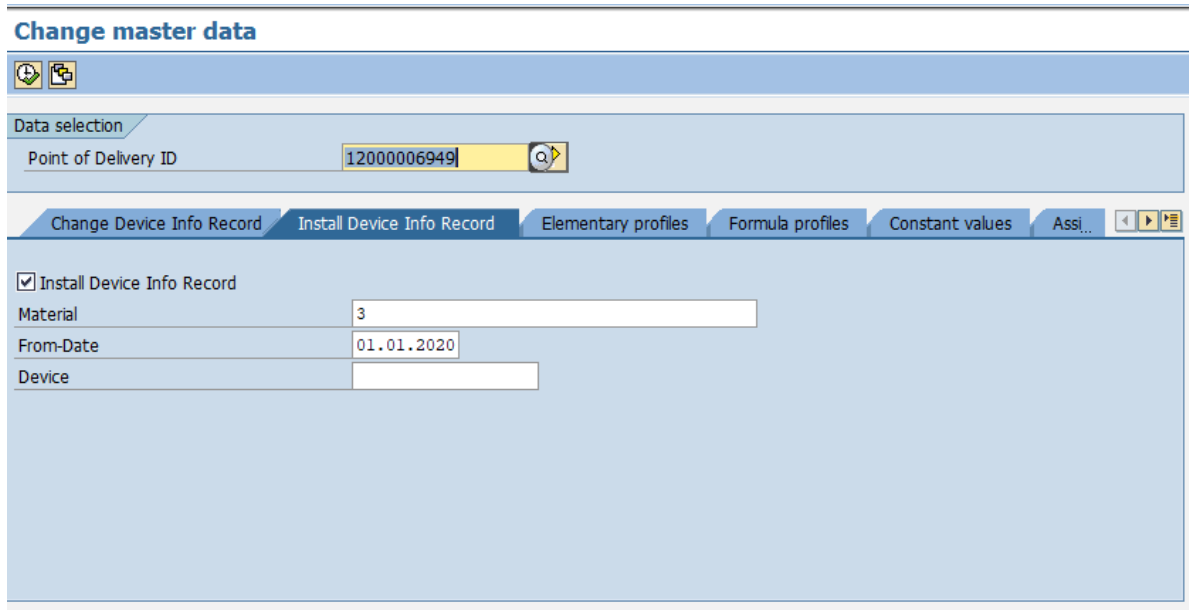 Change master data
Data selection
Point of Delivery ID 12000006949
Change Device Info Record Install Device Info Record Elementary profiles Formula profiles Constant values Assi...
Install Device Info Record
Material 3
From-Date 01.01.2020
Device